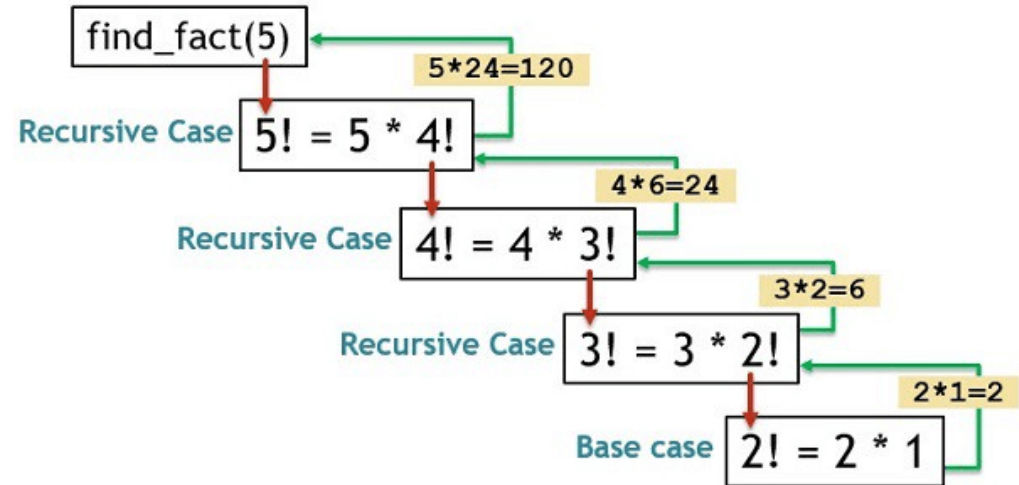 find_fact(5)
5*24=120
Recursive Case
5! = 5 * 4!
4*6=24
Recursive Case
4! = 4 * 3!
3*2=6
Recursive Case
3! = 3 * 2!
2*1=2
Base case
2! = 2 * 1